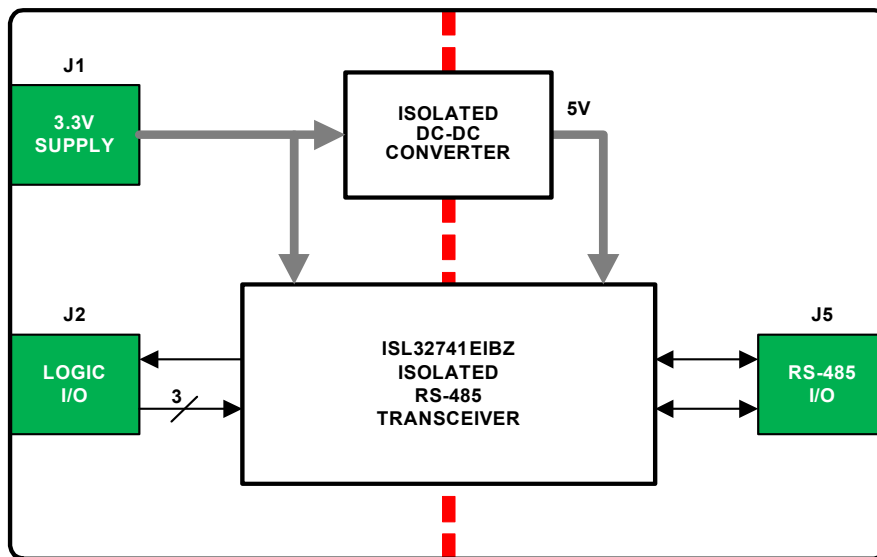 J1
3.3V
SUPPLY
ISOLATED
DC-DC
CONVERTER
5V
J2
LOGIC
I/O
3
ISL32741EIBZ
ISOLATED
RS-485
TRANSCEIVER
J5
RS-485
I/O